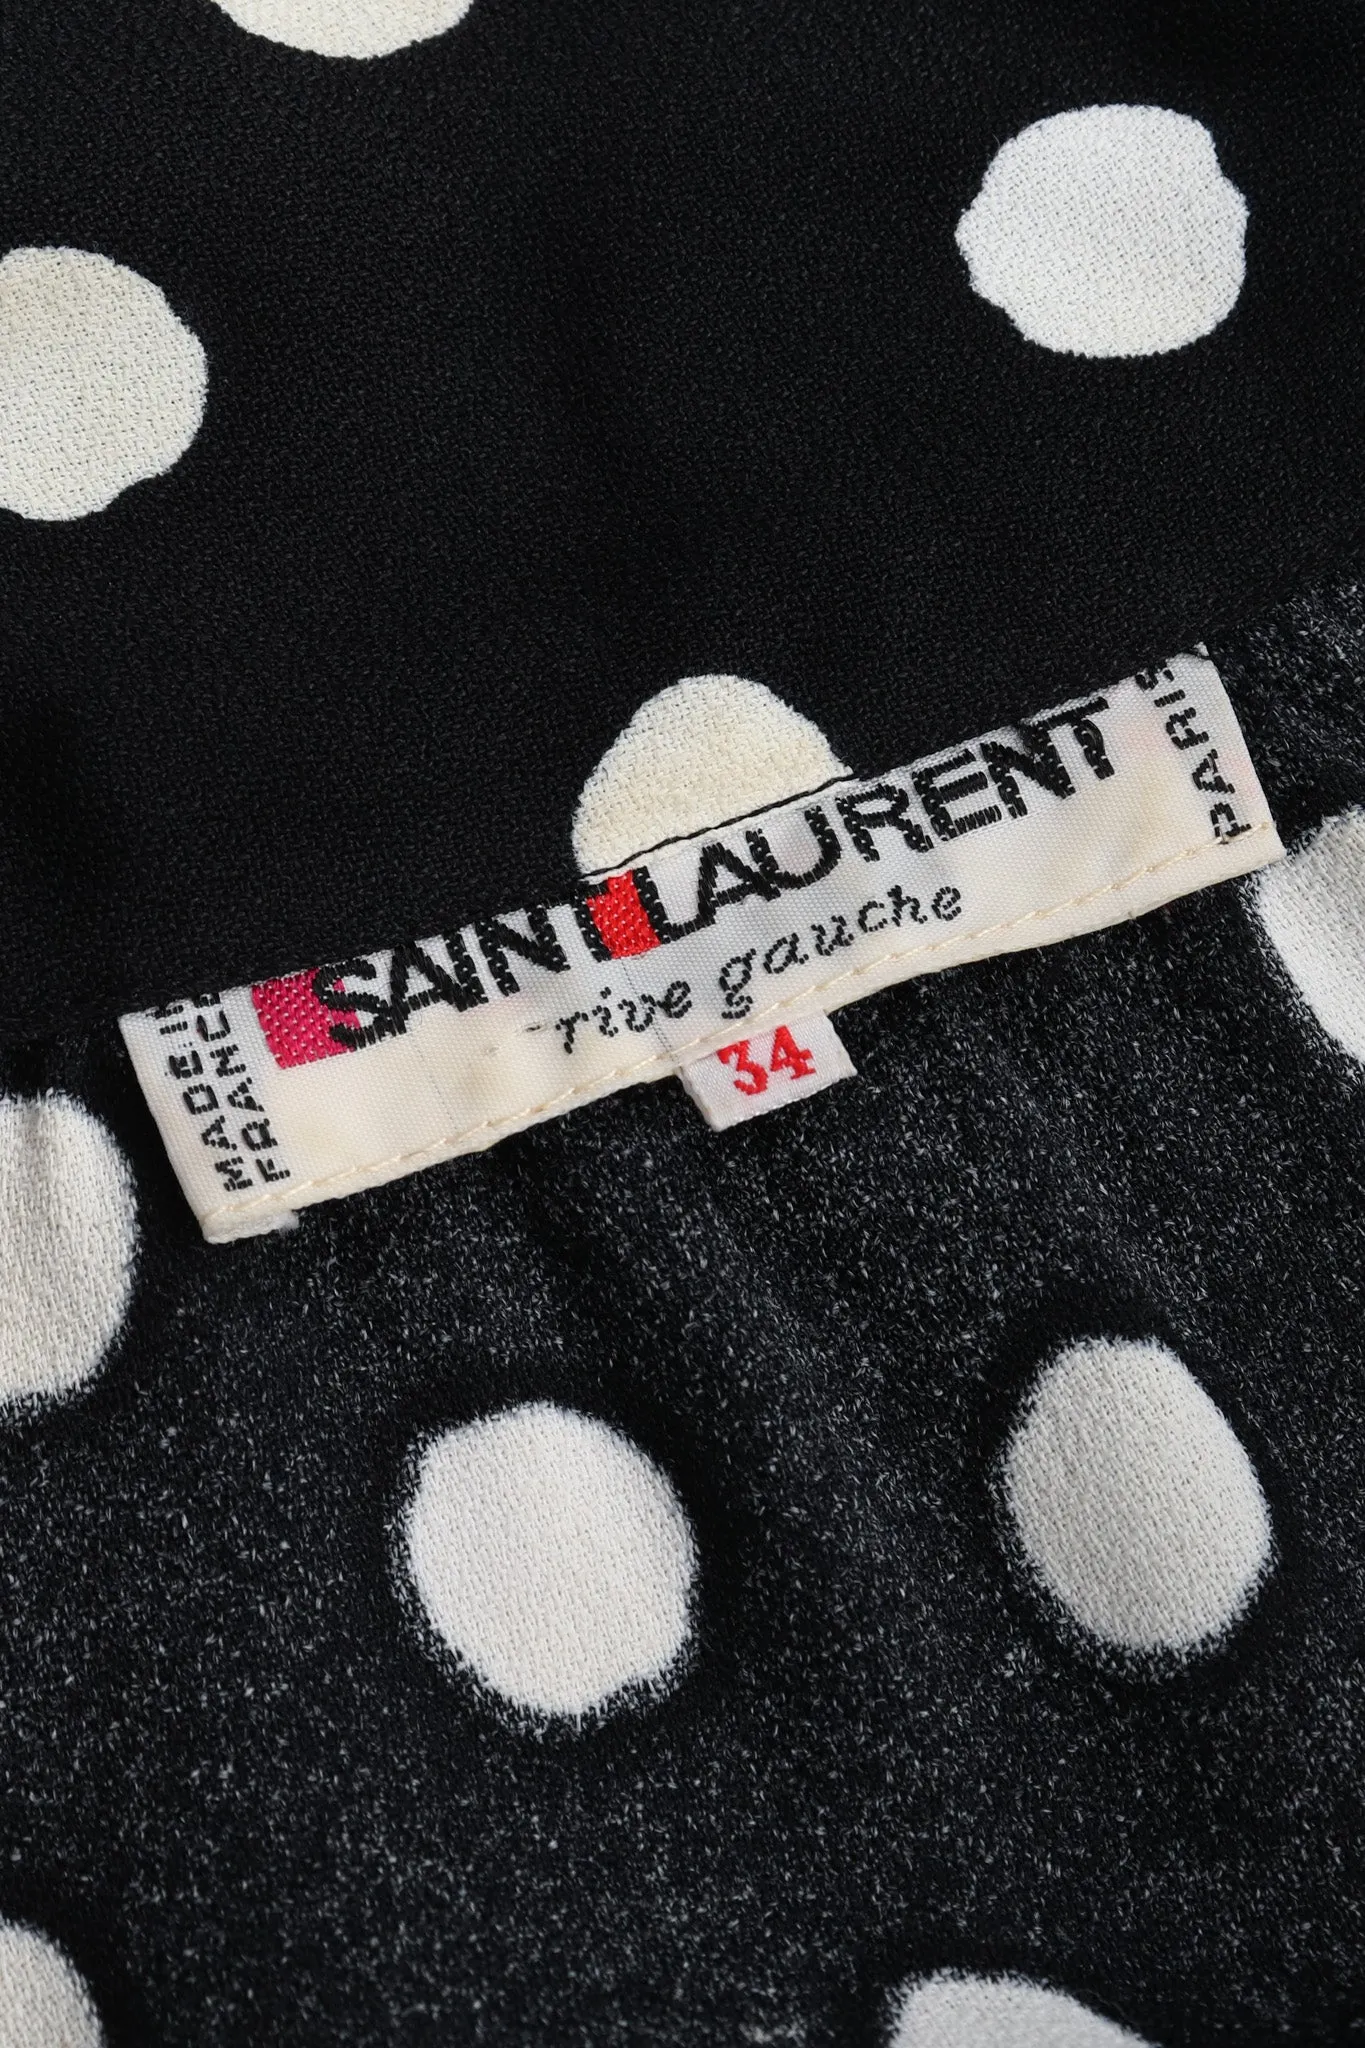 MADE IN
FRANCE
SAINT LAURENT
rive gauche
PARIS
34